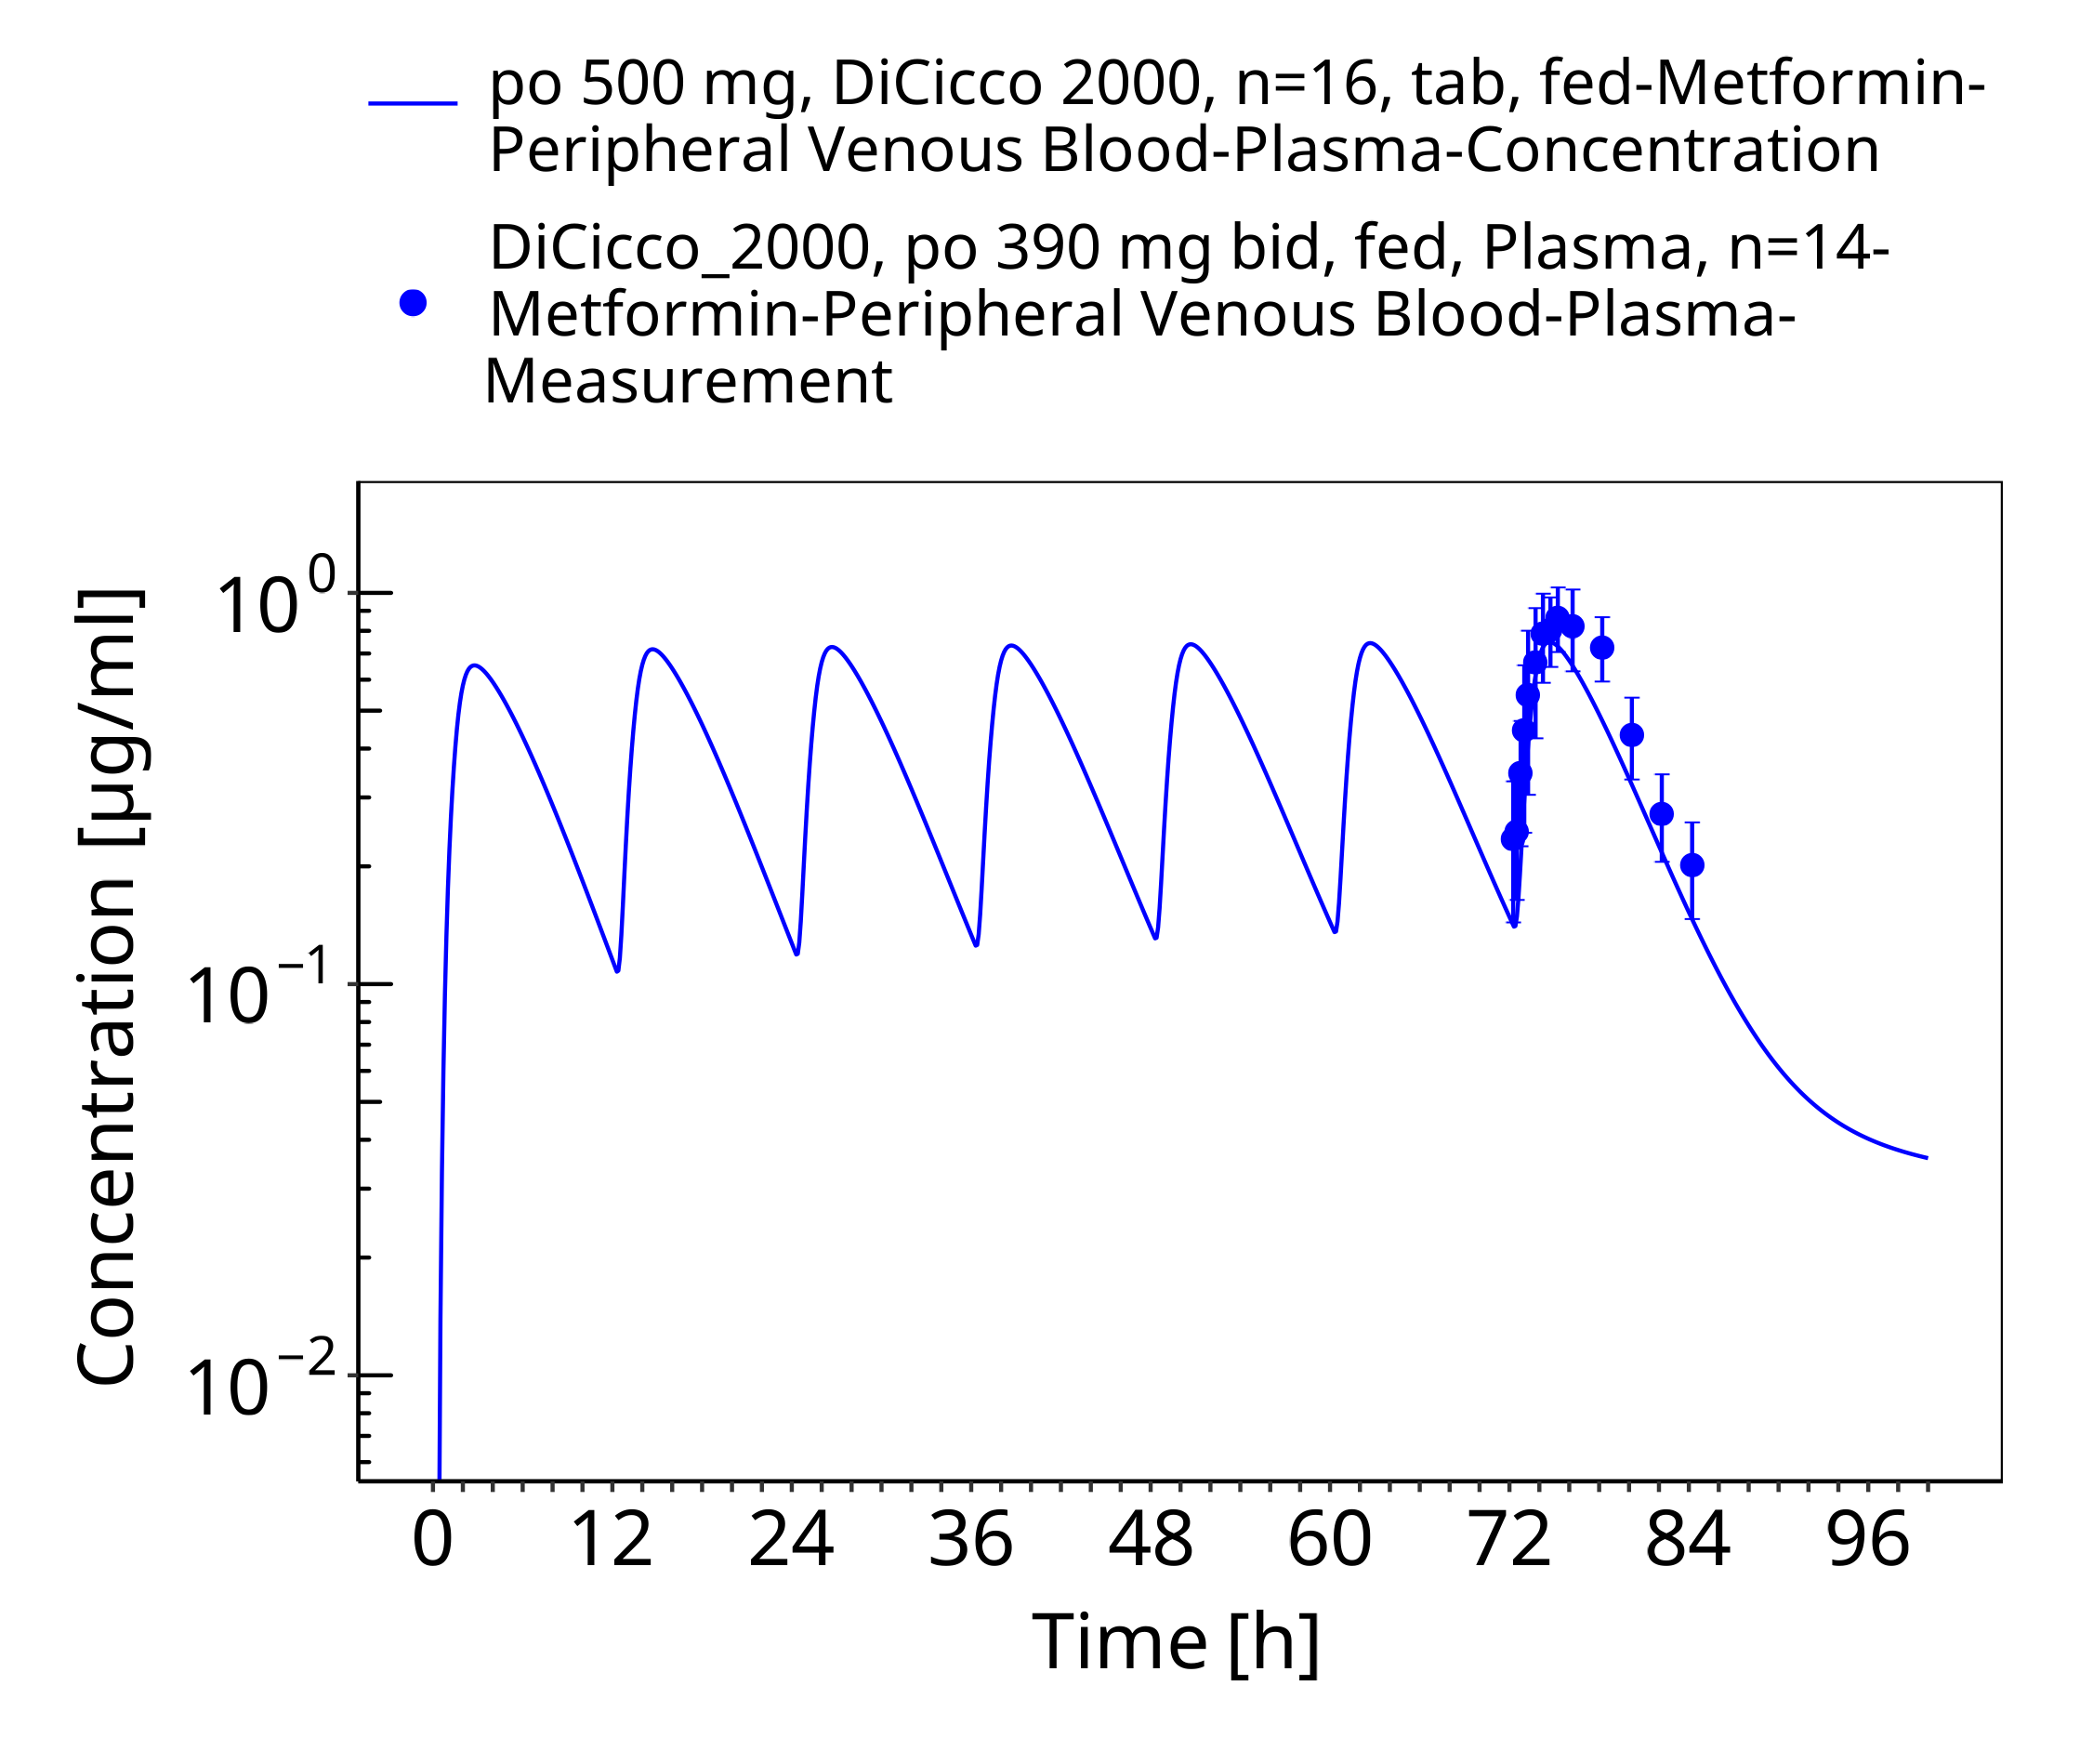 po 500 mg, DiCicco 2000, n=16, tab, fed-Metformin-
Peripheral Venous Blood-Plasma-Concentration
DiCicco_2000, po 390 mg bid, fed, Plasma, n=14-
Metformin-Peripheral Venous Blood-Plasma-
Measurement
Concentration [µg/ml]
10⁰
10⁻¹
10⁻²
0 12 24 36 48 60 72 84 96
Time [h]